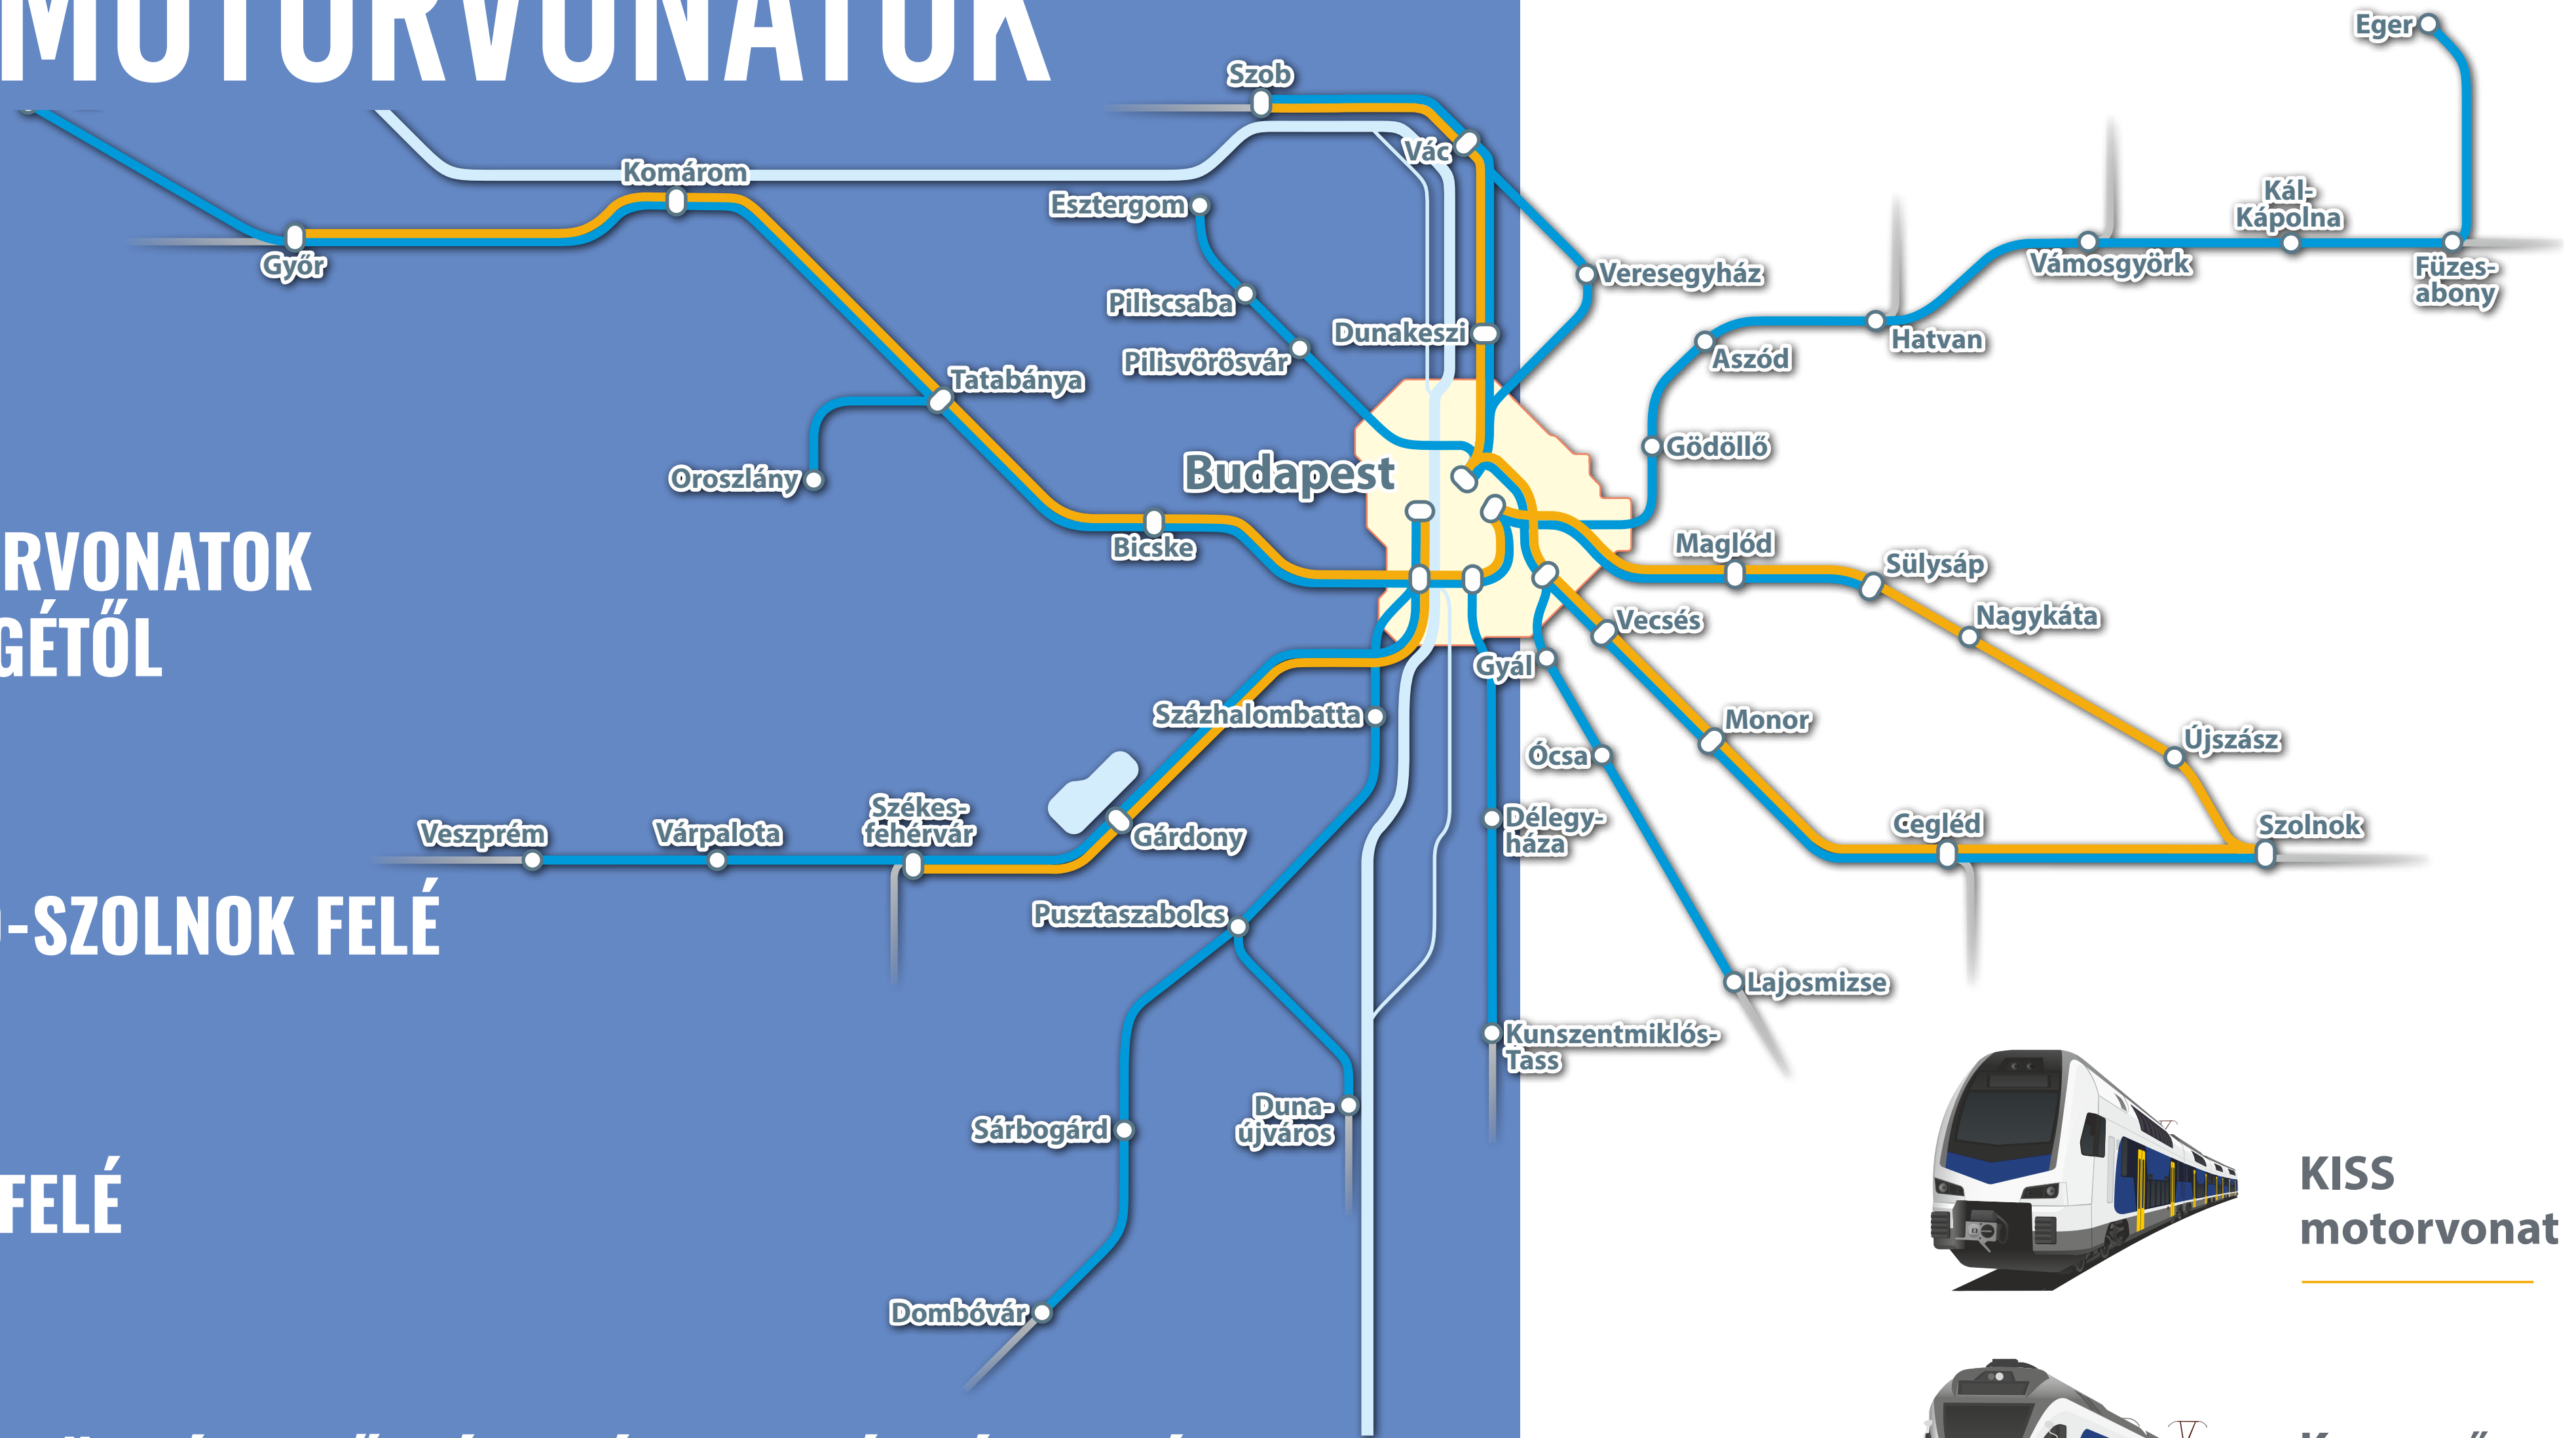 MOTORVONATOK
Eger
Szob
Vác
Komárom
Esztergom
Kál-
Kápolna
Győr
Veresegyház
Vámosgyörk
Füzes-
abony
Piliscsaba
Dunakeszi
Hatvan
Pilisvörösvár
Aszód
Tatabánya
Gödöllő
Oroszlány
Budapest
Bicske
Maglód
Sülysáp
RVONATOK
GÉTŐL
Vecsés
Nagykáta
Gyál
Százhalombatta
Monor
Újszász
Ócsa
Délegy-
háza
Székes-
fehérvár
Veszprém
Várpalota
Gárdony
Cegléd
Szolnok
-SZOLNOK FELÉ
Pusztaszabolcs
Lajosmizse
Kunszentmiklós-
Tass
Duna-
újváros
Sárbogárd
KISS
motorvonat
FELÉ
Dombóvár